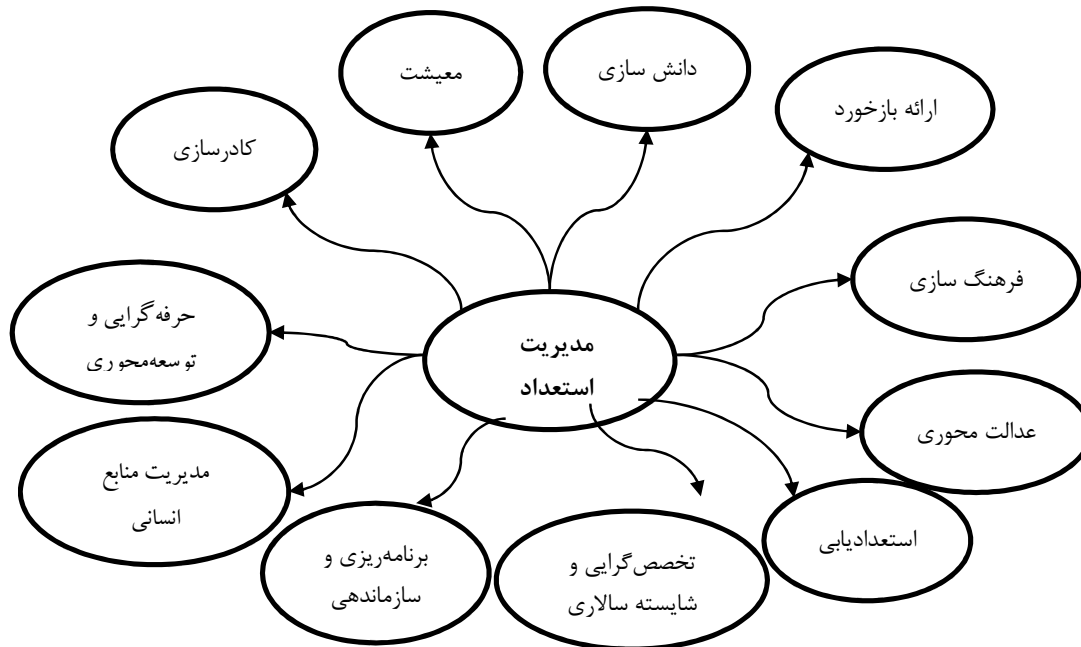 معیشت
دانش سازی
ارائه بازخورد
کادرسازی
فرهنگ سازی
حرفه‌گرایی و
توسعه‌محوری
مدیریت
استعداد
عدالت محوری
مدیریت منابع
انسانی
استعدادیابی
برنامه‌ریزی و
سازماندهی
تخصص‌گرایی و
شایسته سالاری